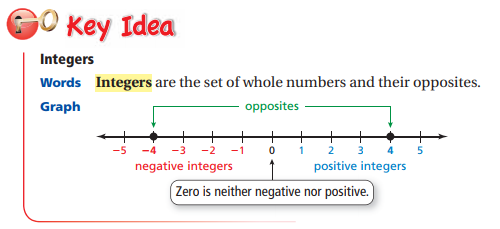 Key Idea
Integers
Words Integers are the set of whole numbers and their opposites.
Graph opposites
−5 −4 −3 −2 −1 0 1 2 3 4 5
negative integers positive integers
Zero is neither negative nor positive.